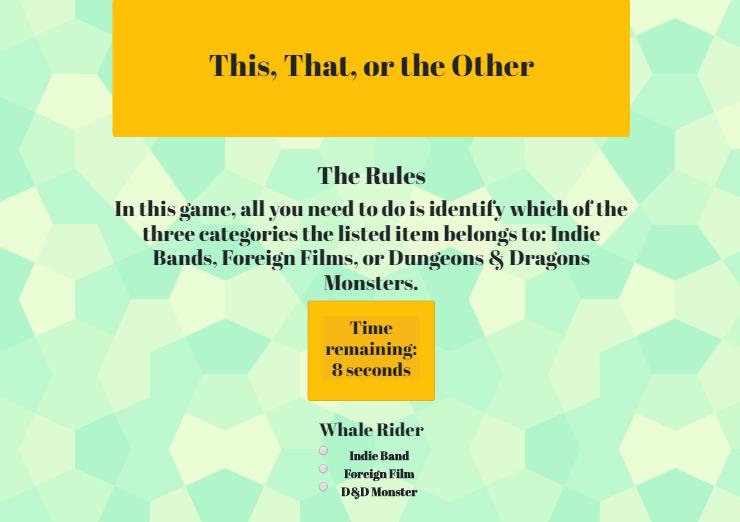 This, That, or the Other
The Rules
In this game, all you need to do is identify which of the
three categories the listed item belongs to: Indie
Bands, Foreign Films, or Dungeons & Dragons
Monsters.
Time
remaining:
8 seconds
Whale Rider
Indie Band
Foreign Film
D&D Monster